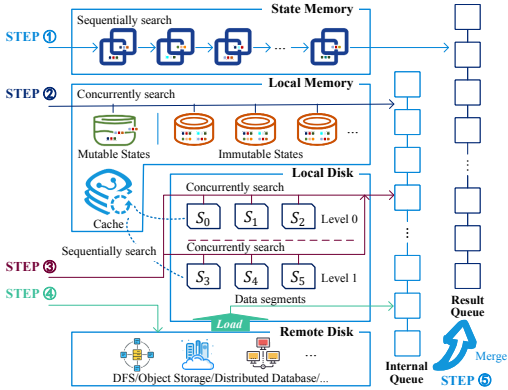 State Memory
Sequentially search
STEP ①
...
Local Memory
STEP ②
Concurrently search
Mutable States
Immutable States
...
Local Disk
Concurrently search
Cache
S0 S1 S2 Level 0
Sequentially search
Concurrently search
STEP ③
S3 S4 S5 Level 1
STEP ④
Data segments
Load
Remote Disk
...
DFS/Object Storage/Distributed Database/...
Internal
Queue
Result
Queue
Merge
STEP ⑤